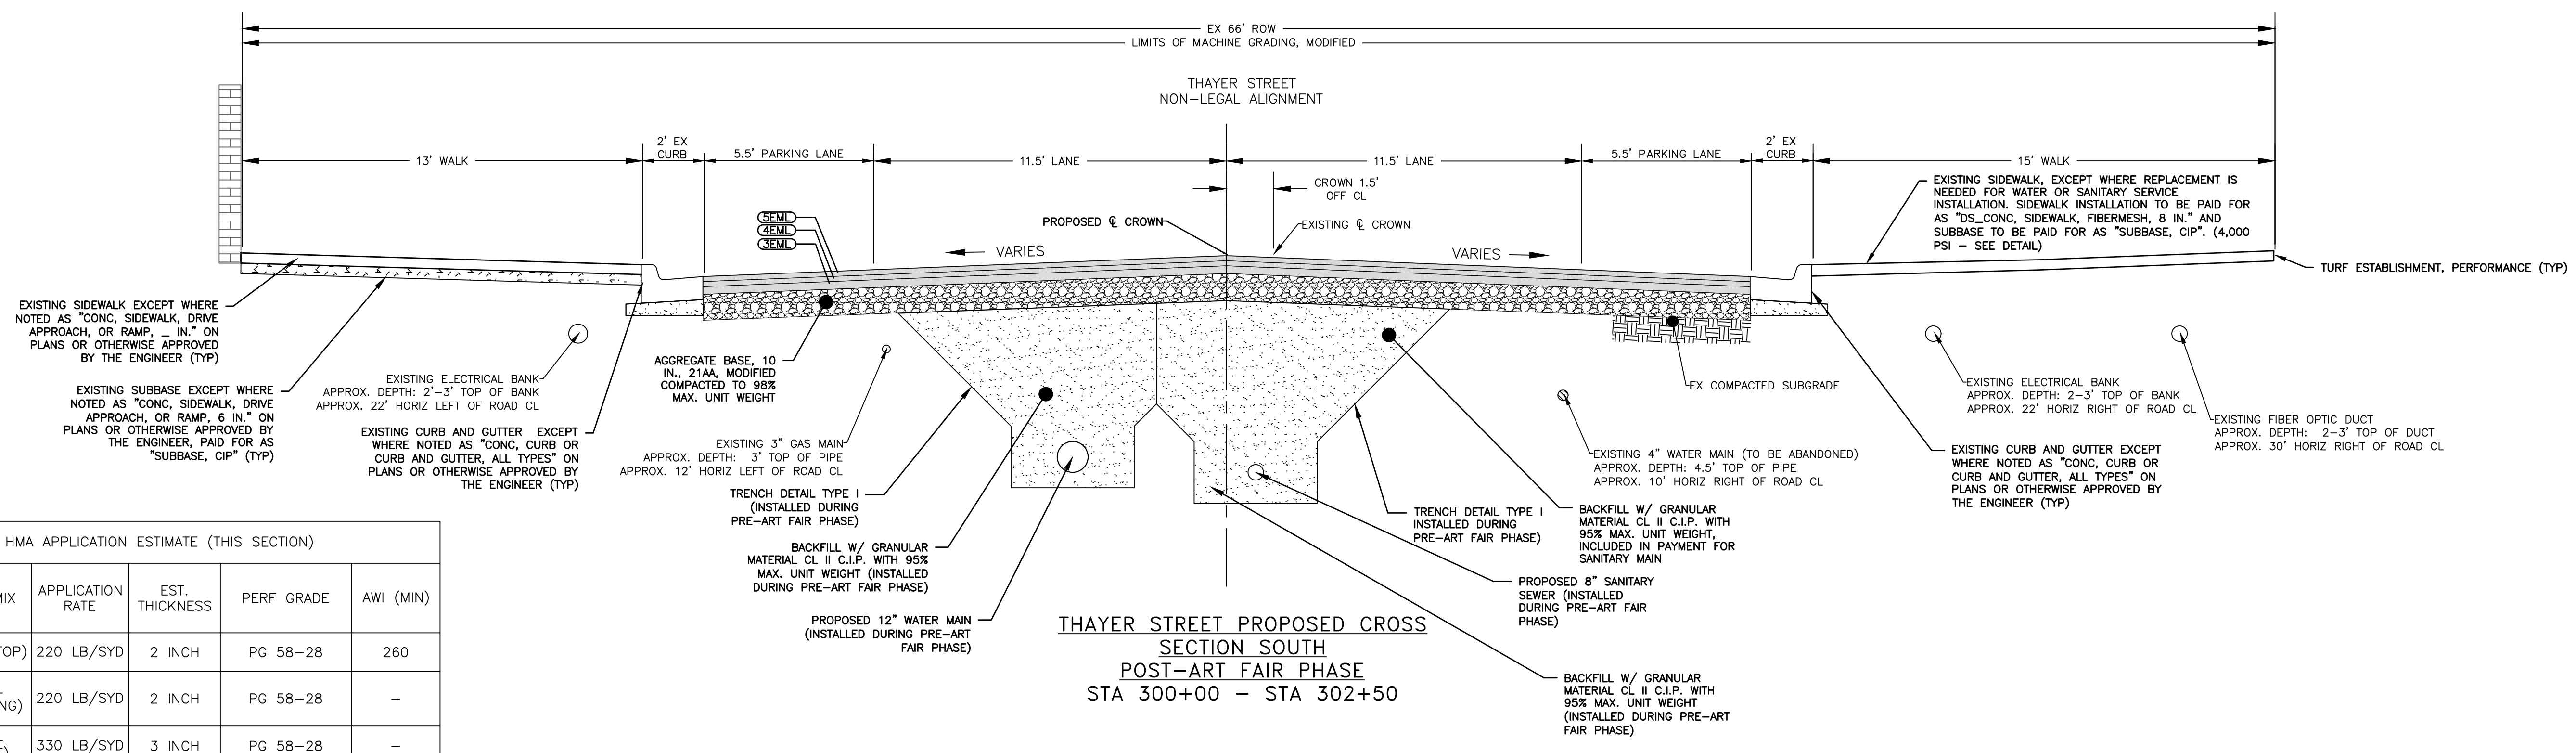 EX 66' ROW
LIMITS OF MACHINE GRADING, MODIFIED
THAYER STREET
NON-LEGAL ALIGNMENT
13' WALK
2' EX
CURB
5.5' PARKING LANE
11.5' LANE
11.5' LANE
5.5' PARKING LANE
2' EX
CURB
15' WALK
CROWN 1.5'
OFF CL
5EML
4EML
3EML
PROPOSED ℄ CROWN
EXISTING ℄ CROWN
VARIES
VARIES
EXISTING SIDEWALK, EXCEPT WHERE REPLACEMENT IS
NEEDED FOR WATER OR SANITARY SERVICE
INSTALLATION. SIDEWALK INSTALLATION TO BE PAID FOR
AS "DS_CONC, SIDEWALK, FIBERMESH, 8 IN." AND
SUBBASE TO BE PAID FOR AS "SUBBASE, CIP". (4,000
PSI - SEE DETAIL)
TURF ESTABLISHMENT, PERFORMANCE (TYP)
EXISTING SIDEWALK EXCEPT WHERE
NOTED AS "CONC, SIDEWALK, DRIVE
APPROACH, OR RAMP, _ IN." ON
PLANS OR OTHERWISE APPROVED
BY THE ENGINEER (TYP)
EXISTING SUBBASE EXCEPT WHERE
NOTED AS "CONC, SIDEWALK, DRIVE
APPROACH, OR RAMP, 6 IN." ON
PLANS OR OTHERWISE APPROVED BY
THE ENGINEER, PAID FOR AS
"SUBBASE, CIP" (TYP)
EXISTING ELECTRICAL BANK
APPROX. DEPTH: 2'-3' TOP OF BANK
APPROX. 22' HORIZ LEFT OF ROAD CL
EXISTING CURB AND GUTTER EXCEPT
WHERE NOTED AS "CONC, CURB OR
CURB AND GUTTER, ALL TYPES" ON
PLANS OR OTHERWISE APPROVED BY
THE ENGINEER (TYP)
AGGREGATE BASE, 10
IN., 21AA, MODIFIED
COMPACTED TO 98%
MAX. UNIT WEIGHT
EXISTING 3" GAS MAIN
APPROX. DEPTH: 3' TOP OF PIPE
APPROX. 12' HORIZ LEFT OF ROAD CL
TRENCH DETAIL TYPE I
(INSTALLED DURING
PRE-ART FAIR PHASE)
BACKFILL W/ GRANULAR
MATERIAL CL II C.I.P. WITH 95%
MAX. UNIT WEIGHT (INSTALLED
DURING PRE-ART FAIR PHASE)
PROPOSED 12" WATER MAIN
(INSTALLED DURING PRE-ART
FAIR PHASE)
EX COMPACTED SUBGRADE
EXISTING 4" WATER MAIN (TO BE ABANDONED)
APPROX. DEPTH: 4.5' TOP OF PIPE
APPROX. 10' HORIZ RIGHT OF ROAD CL
TRENCH DETAIL TYPE I
INSTALLED DURING
PRE-ART FAIR PHASE)
BACKFILL W/ GRANULAR
MATERIAL CL II C.I.P. WITH
95% MAX. UNIT WEIGHT,
INCLUDED IN PAYMENT FOR
SANITARY MAIN
PROPOSED 8" SANITARY
SEWER (INSTALLED
DURING PRE-ART FAIR
PHASE)
BACKFILL W/ GRANULAR
MATERIAL CL II C.I.P. WITH
95% MAX. UNIT WEIGHT
(INSTALLED DURING PRE-ART
FAIR PHASE)
EXISTING ELECTRICAL BANK
APPROX. DEPTH: 2-3' TOP OF BANK
APPROX. 22' HORIZ RIGHT OF ROAD CL
EXISTING FIBER OPTIC DUCT
APPROX. DEPTH: 2-3' TOP OF DUCT
APPROX. 30' HORIZ RIGHT OF ROAD CL
EXISTING CURB AND GUTTER EXCEPT
WHERE NOTED AS "CONC, CURB OR
CURB AND GUTTER, ALL TYPES" ON
PLANS OR OTHERWISE APPROVED BY
THE ENGINEER (TYP)
THAYER STREET PROPOSED CROSS
SECTION SOUTH
POST-ART FAIR PHASE
STA 300+00 - STA 302+50
HMA APPLICATION ESTIMATE (THIS SECTION)
APPLICATION
RATE
EST.
THICKNESS
PERF GRADE
AWI (MIN)
TOP) 220 LB/SYD 2 INCH PG 58-28 260
220 LB/SYD 2 INCH PG 58-28 -
330 LB/SYD 3 INCH PG 58-28 -